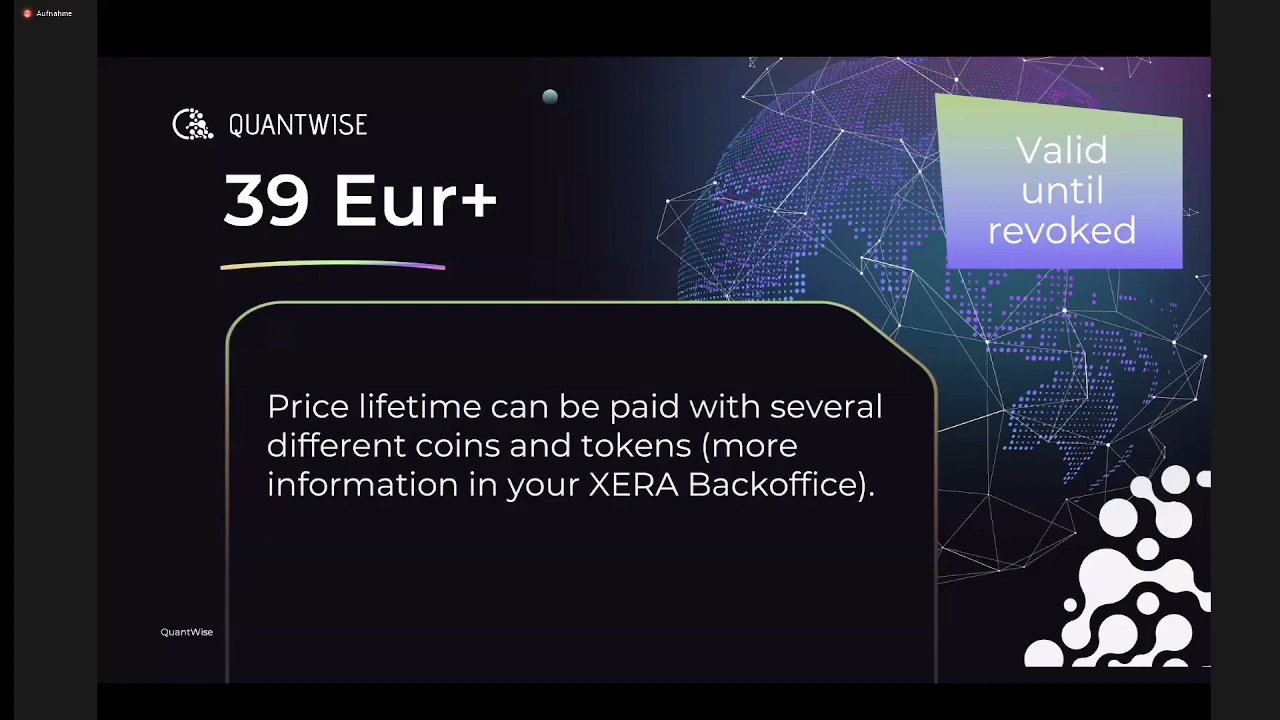 Aufnahme
QUANTWISE
39 Eur+
Valid
until
revoked
Price lifetime can be paid with several
different coins and tokens (more
information in your XERA Backoffice).
QuantWise